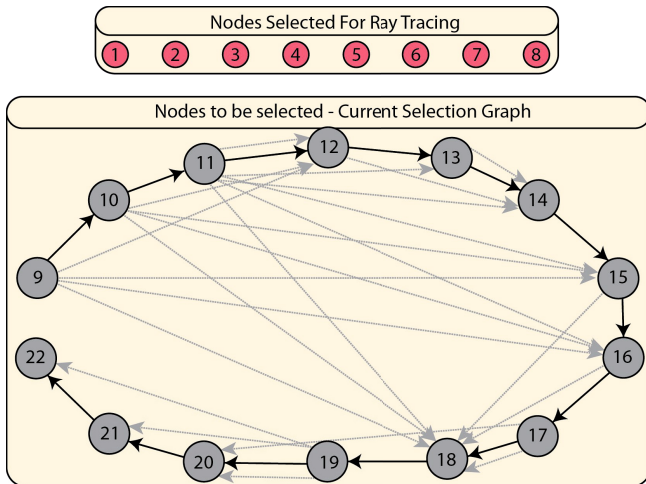 Nodes Selected For Ray Tracing
1 2 3 4 5 6 7 8
Nodes to be selected - Current Selection Graph
12
11 13
10 14
9 15
22 16
21 17
20 19 18